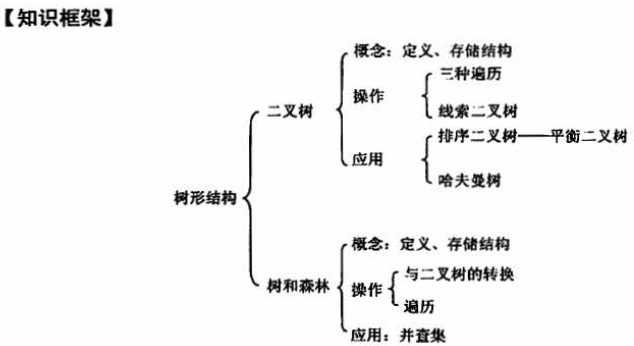 【知识框架】
概念：定义、存储结构
三种遍历
操作
线索二叉树
二叉树
排序二叉树——平衡二叉树
应用
哈夫曼树
树形结构
概念：定义、存储结构
与二叉树的转换
树和森林
操作
遍历
应用：并查集